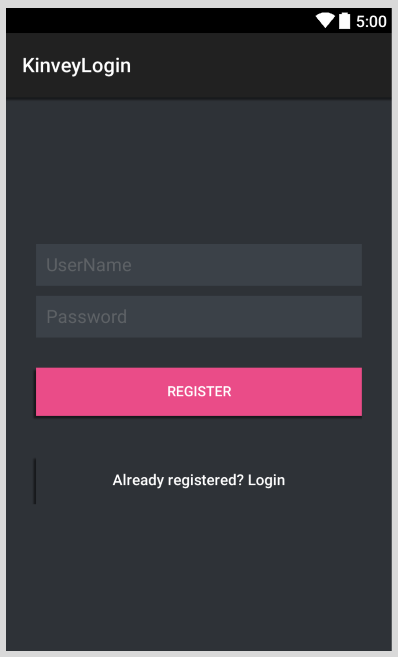 5:00
KinveyLogin
UserName
Password
REGISTER
Already registered? Login